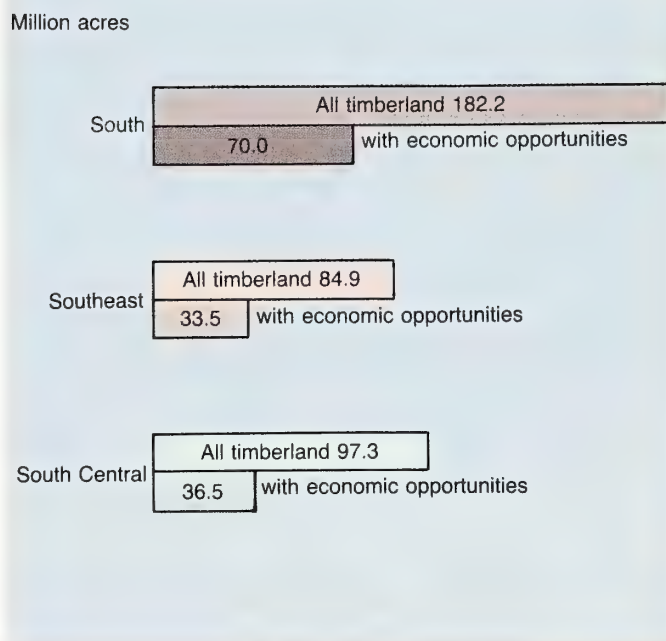 Million acres
All timberland 182.2
South
70.0 with economic opportunities
All timberland 84.9
Southeast
33.5 with economic opportunities
All timberland 97.3
South Central
36.5 with economic opportunities